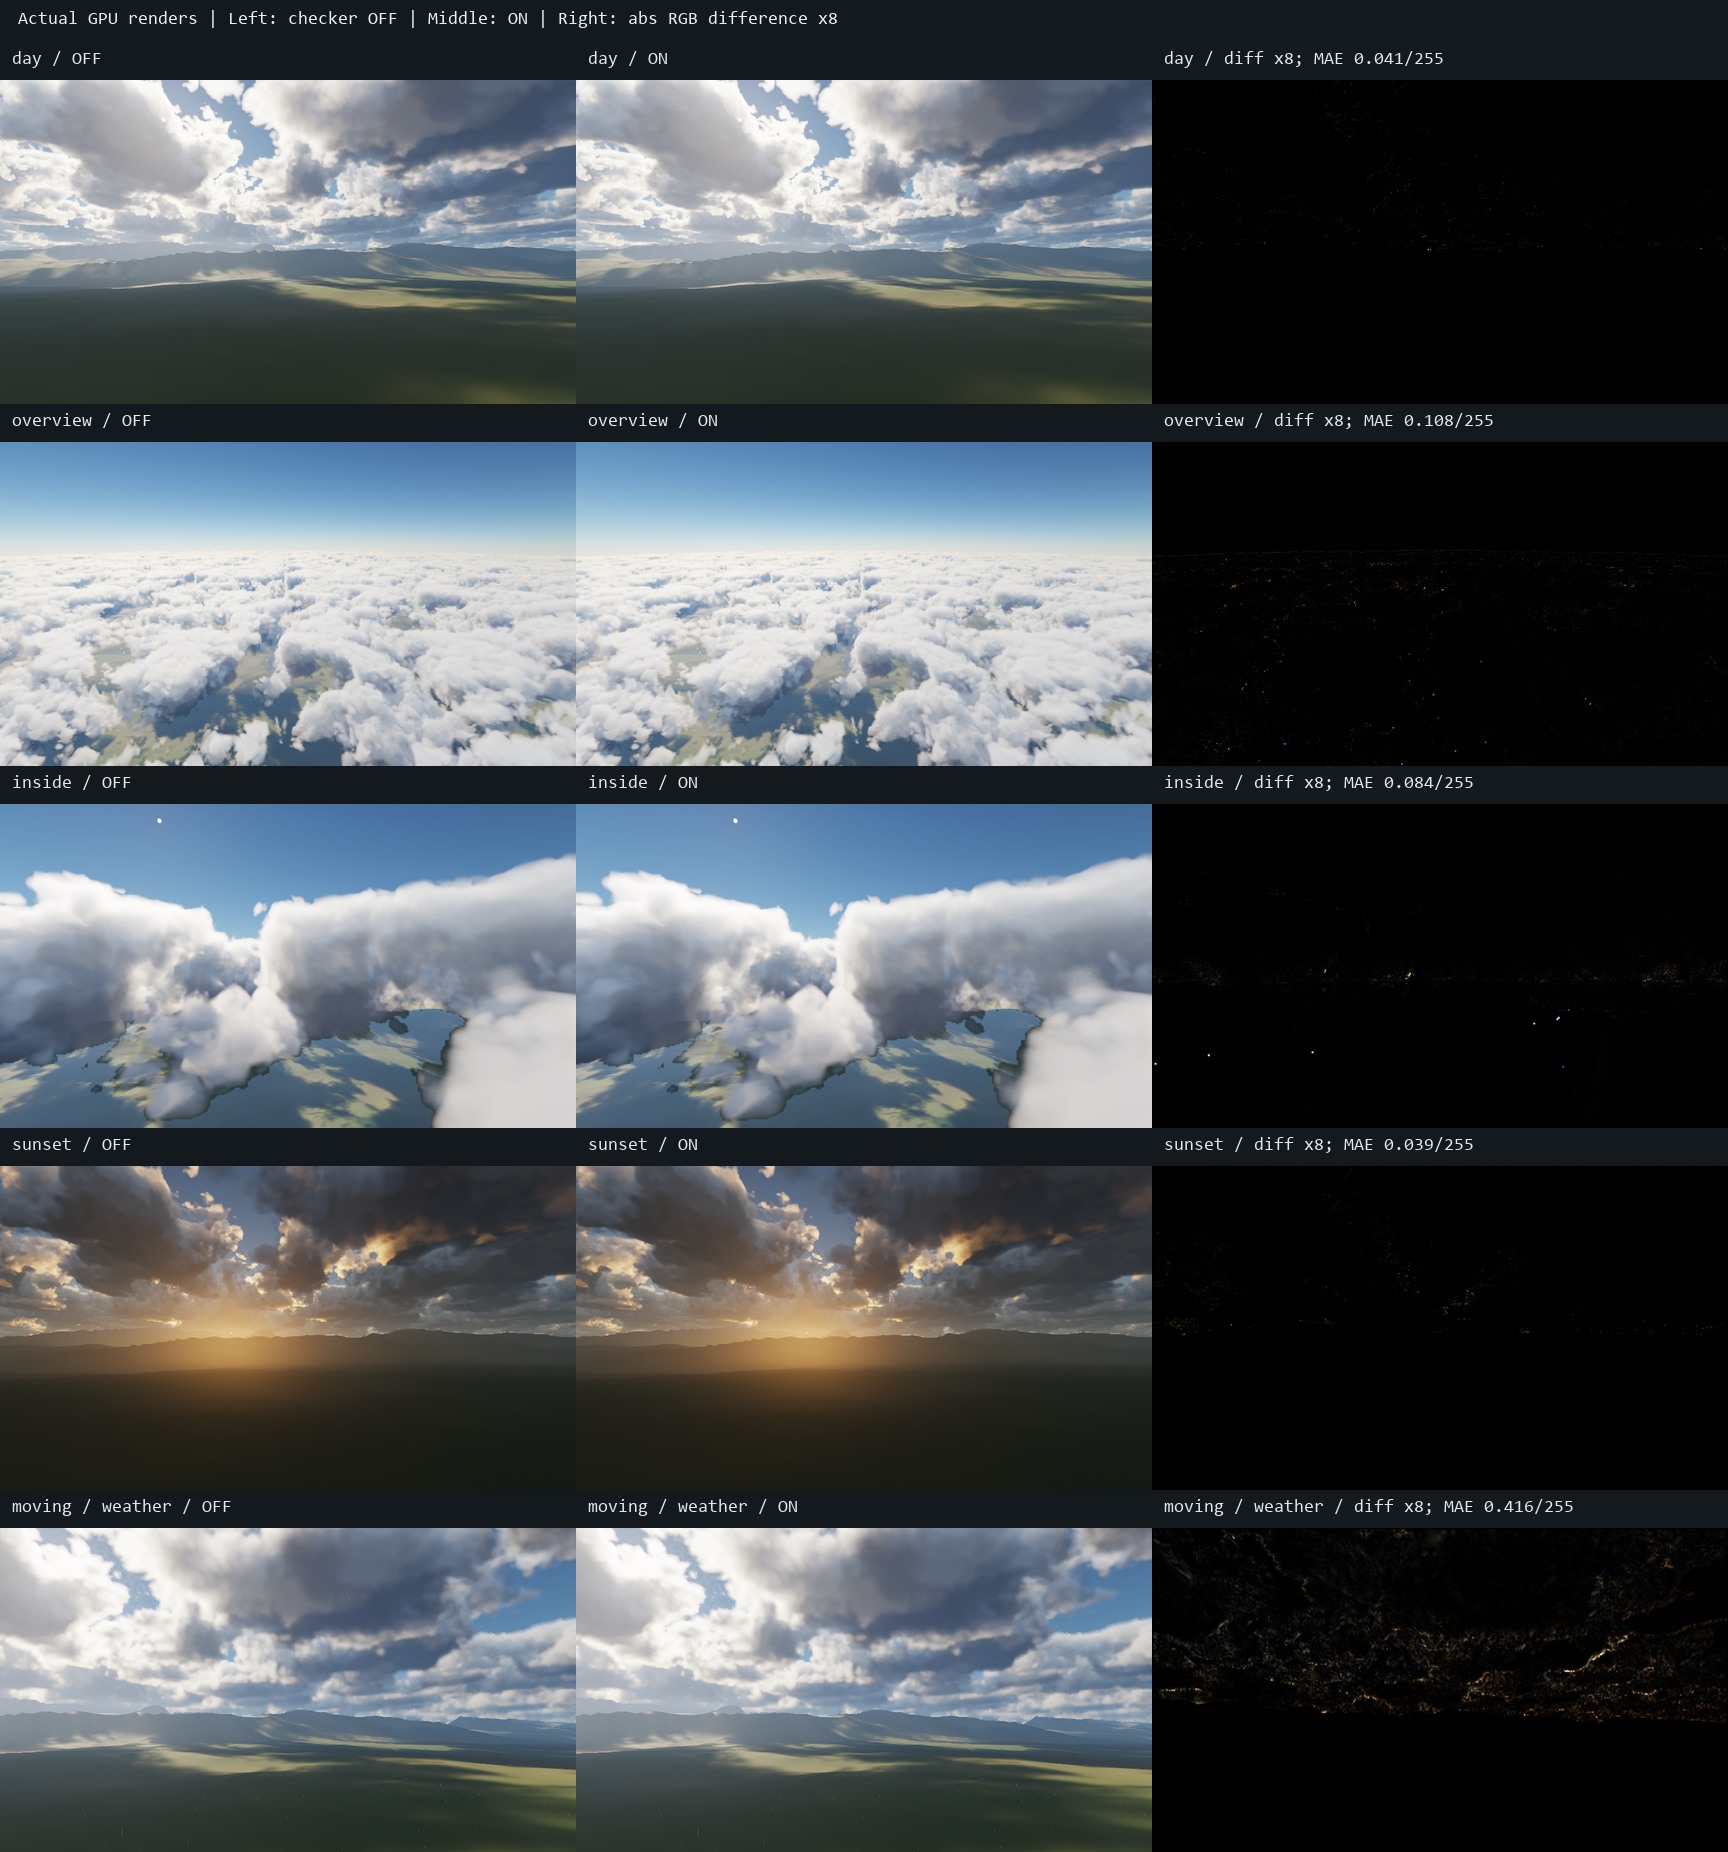 Actual GPU renders | Left: checker OFF | Middle: ON | Right: abs RGB difference x8
day / OFF
day / ON
day / diff x8; MAE 0.041/255
overview / OFF
overview / ON
overview / diff x8; MAE 0.108/255
inside / OFF
inside / ON
inside / diff x8; MAE 0.084/255
sunset / OFF
sunset / ON
sunset / diff x8; MAE 0.039/255
moving / weather / OFF
moving / weather / ON
moving / weather / diff x8; MAE 0.416/255